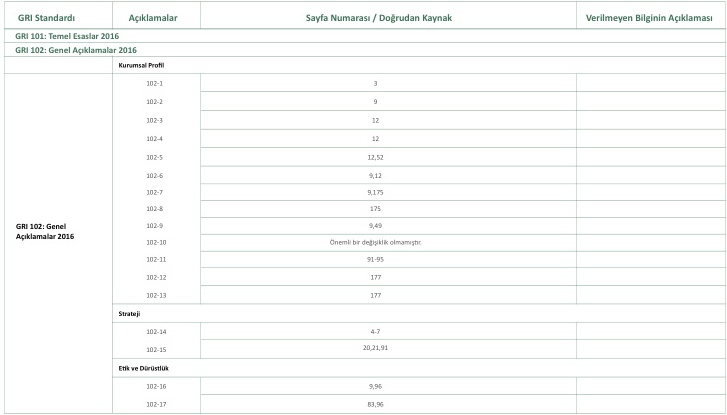 GRI Standardı Açıklamalar Sayfa Numarası / Doğrudan Kaynak Verilmeyen Bilginin Açıklaması
GRI 101: Temel Esaslar 2016
GRI 102: Genel Açıklamalar 2016
Kurumsal Profil
102-1 3
102-2 9
102-3 12
102-4 12
102-5 12,52
102-6 9,12
102-7 9,175
102-8 175
GRI 102: Genel
Açıklamalar 2016
102-9 9,49
102-10 Önemli bir değişiklik olmamıştır.
102-11 91-95
102-12 177
102-13 177
Strateji
102-14 4-7
102-15 20,21,91
Etik ve Dürüstlük
102-16 9,96
102-17 83,96